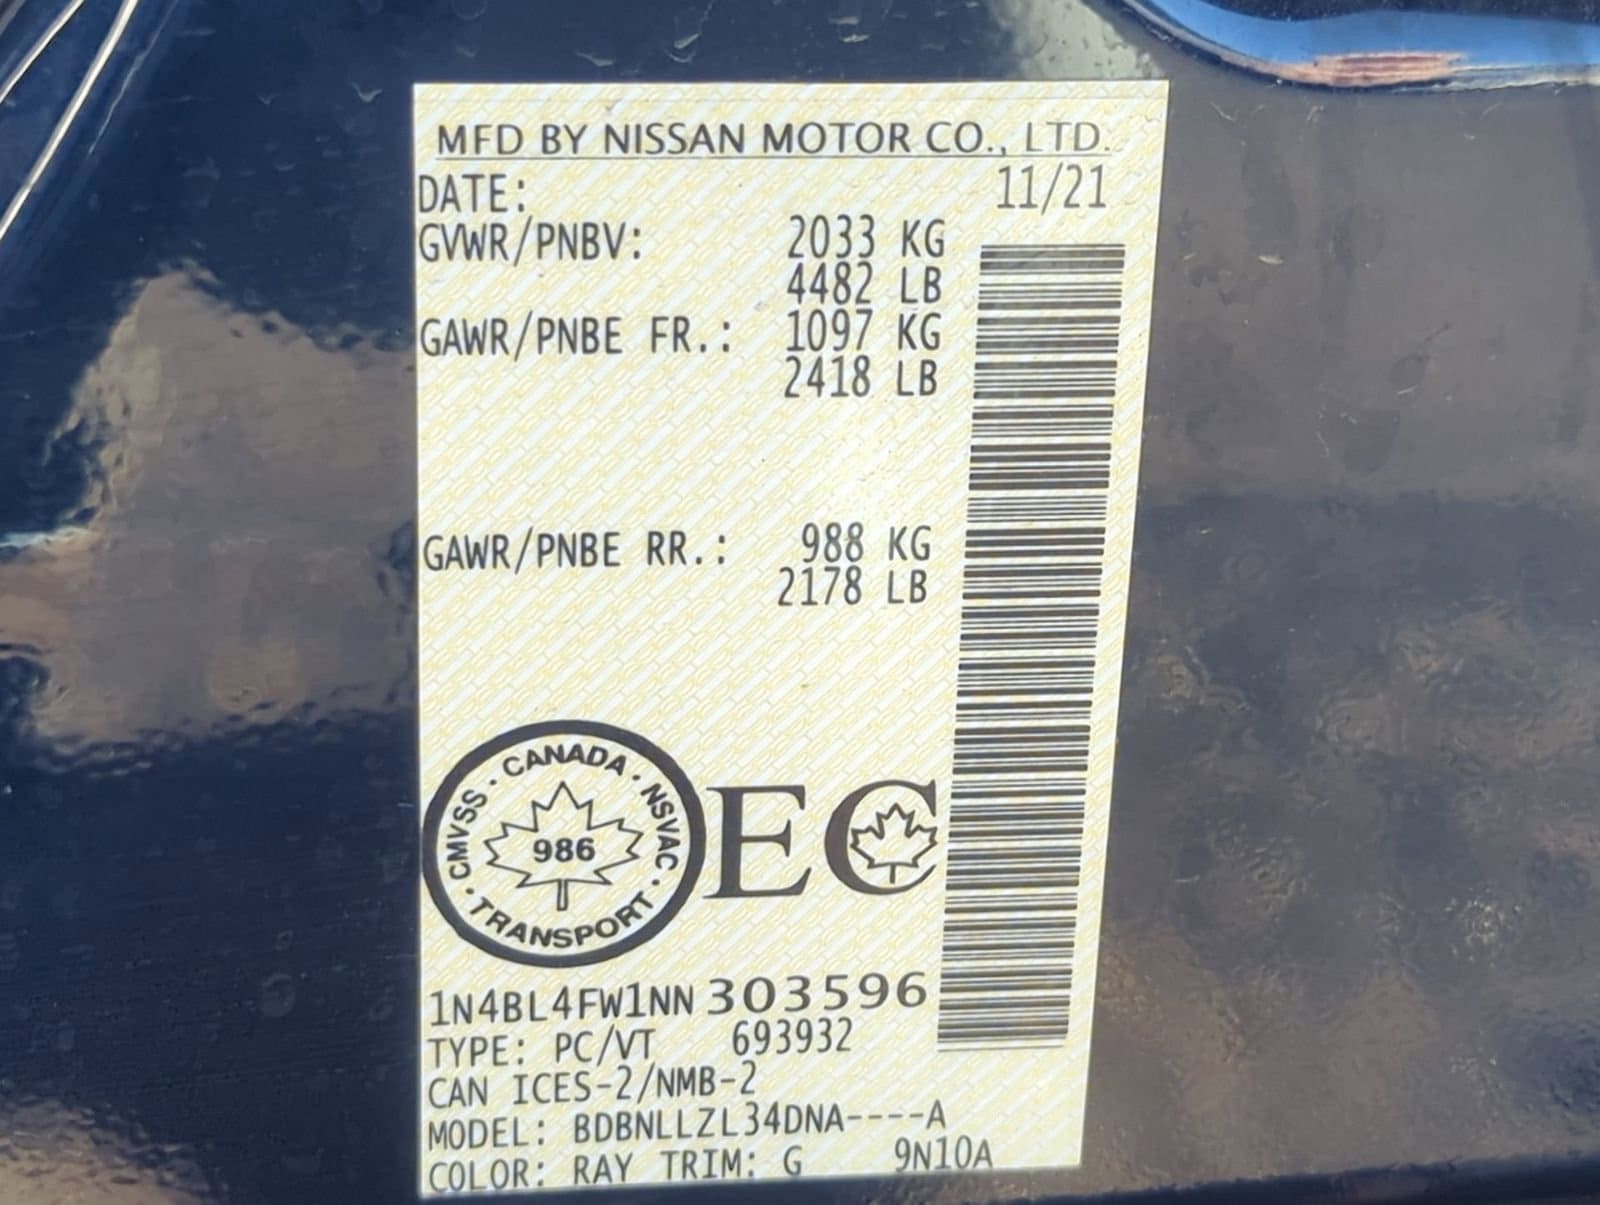 MFD BY NISSAN MOTOR CO., LTD.
DATE: 11/21
GVWR/PNBV: 2033 KG
4482 LB
GAWR/PNBE FR.: 1097 KG
2418 LB
GAWR/PNBE RR.: 988 KG
2178 LB
CANADA · NSVAC · TRANSPORT · CMVSS ·
986
EC
1N4BL4FW1NN303596
TYPE: PC/VT 693932
CAN ICES-2/NMB-2
MODEL: BDBNLLZL34DNA----A
COLOR: RAY TRIM: G 9N10A